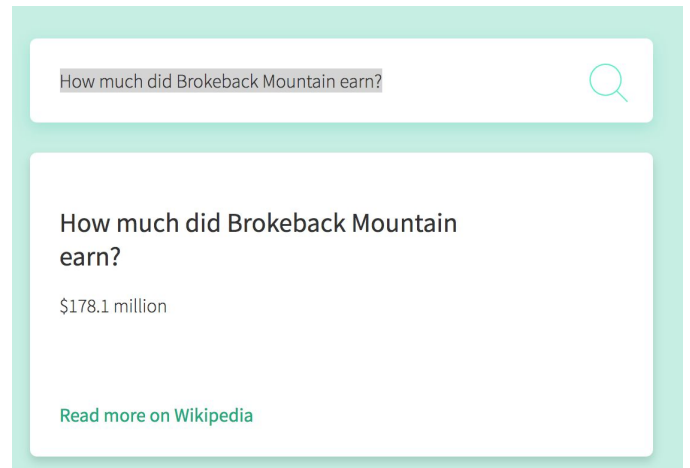 How much did Brokeback Mountain earn?
How much did Brokeback Mountain
earn?
$178.1 million
Read more on Wikipedia